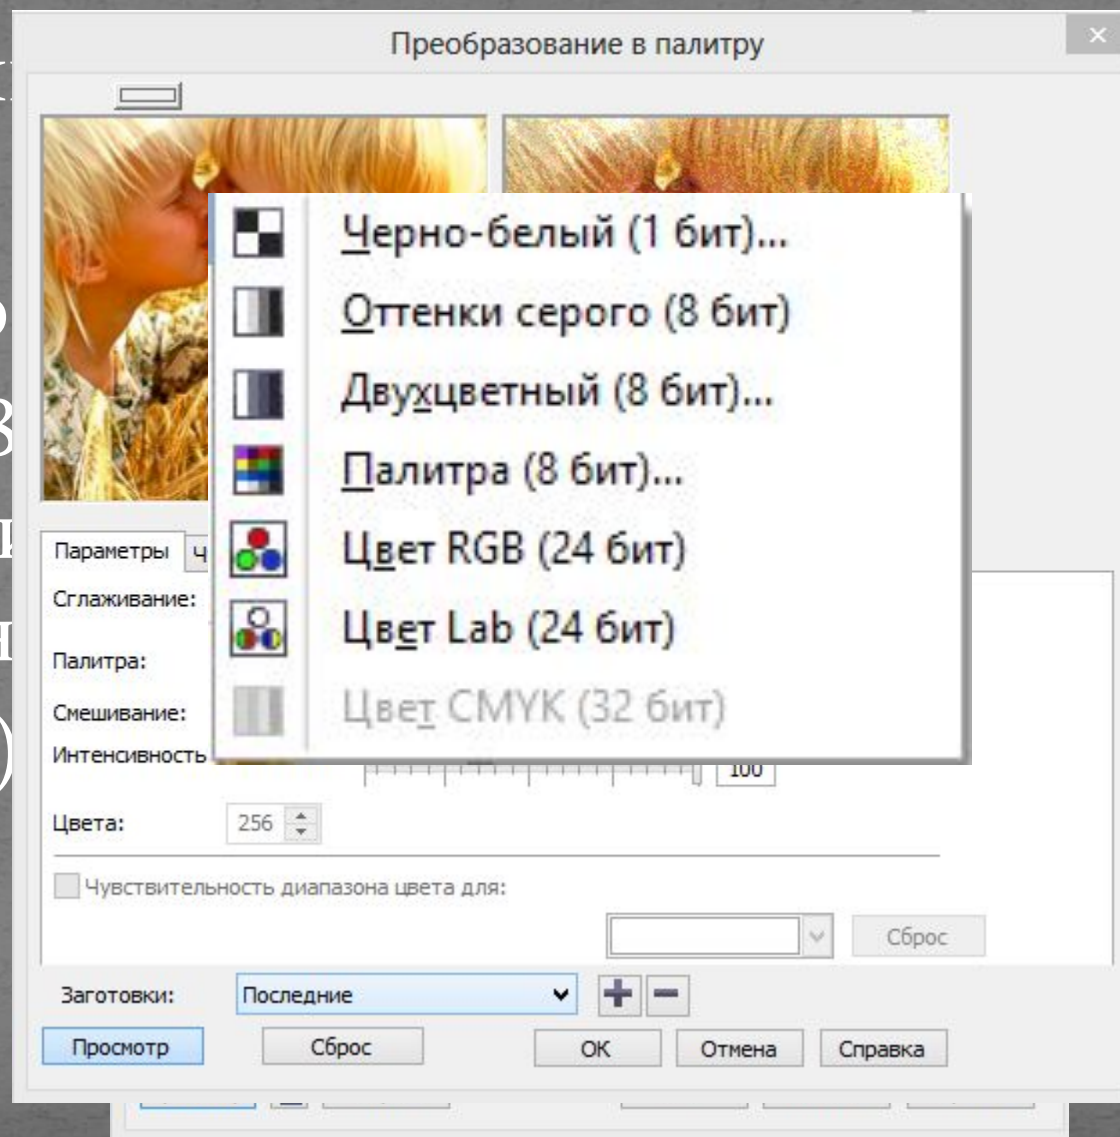 Преобразование в палитру
Черно-белый (1 бит)...
Оттенки серого (8 бит)
Двухцветный (8 бит)...
Палитра (8 бит)...
Цвет RGB (24 бит)
Цвет Lab (24 бит)
Цвет CMYK (32 бит)
Параметры
Сглаживание:
Палитра:
Смешивание:
Интенсивность
100
Цвета: 256
Чувствительность диапазона цвета для:
Сброс
Заготовки: Последние
Просмотр Сброс OK Отмена Справка